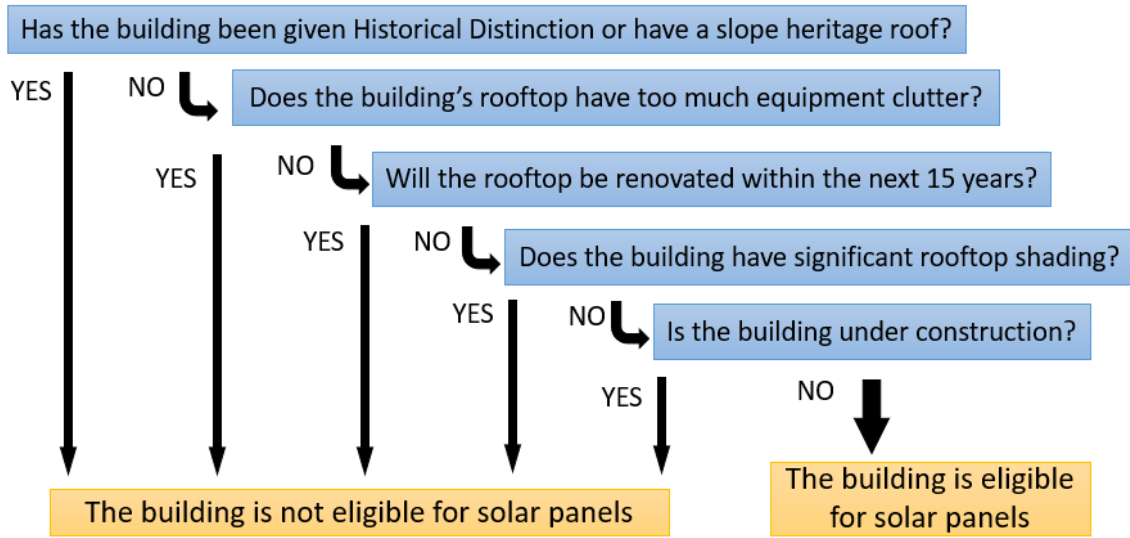 Has the building been given Historical Distinction or have a slope heritage roof?
YES
NO
Does the building's rooftop have too much equipment clutter?
YES
NO
Will the rooftop be renovated within the next 15 years?
YES
NO
Does the building have significant rooftop shading?
YES
NO
Is the building under construction?
YES
NO
The building is not eligible for solar panels
The building is eligible
for solar panels